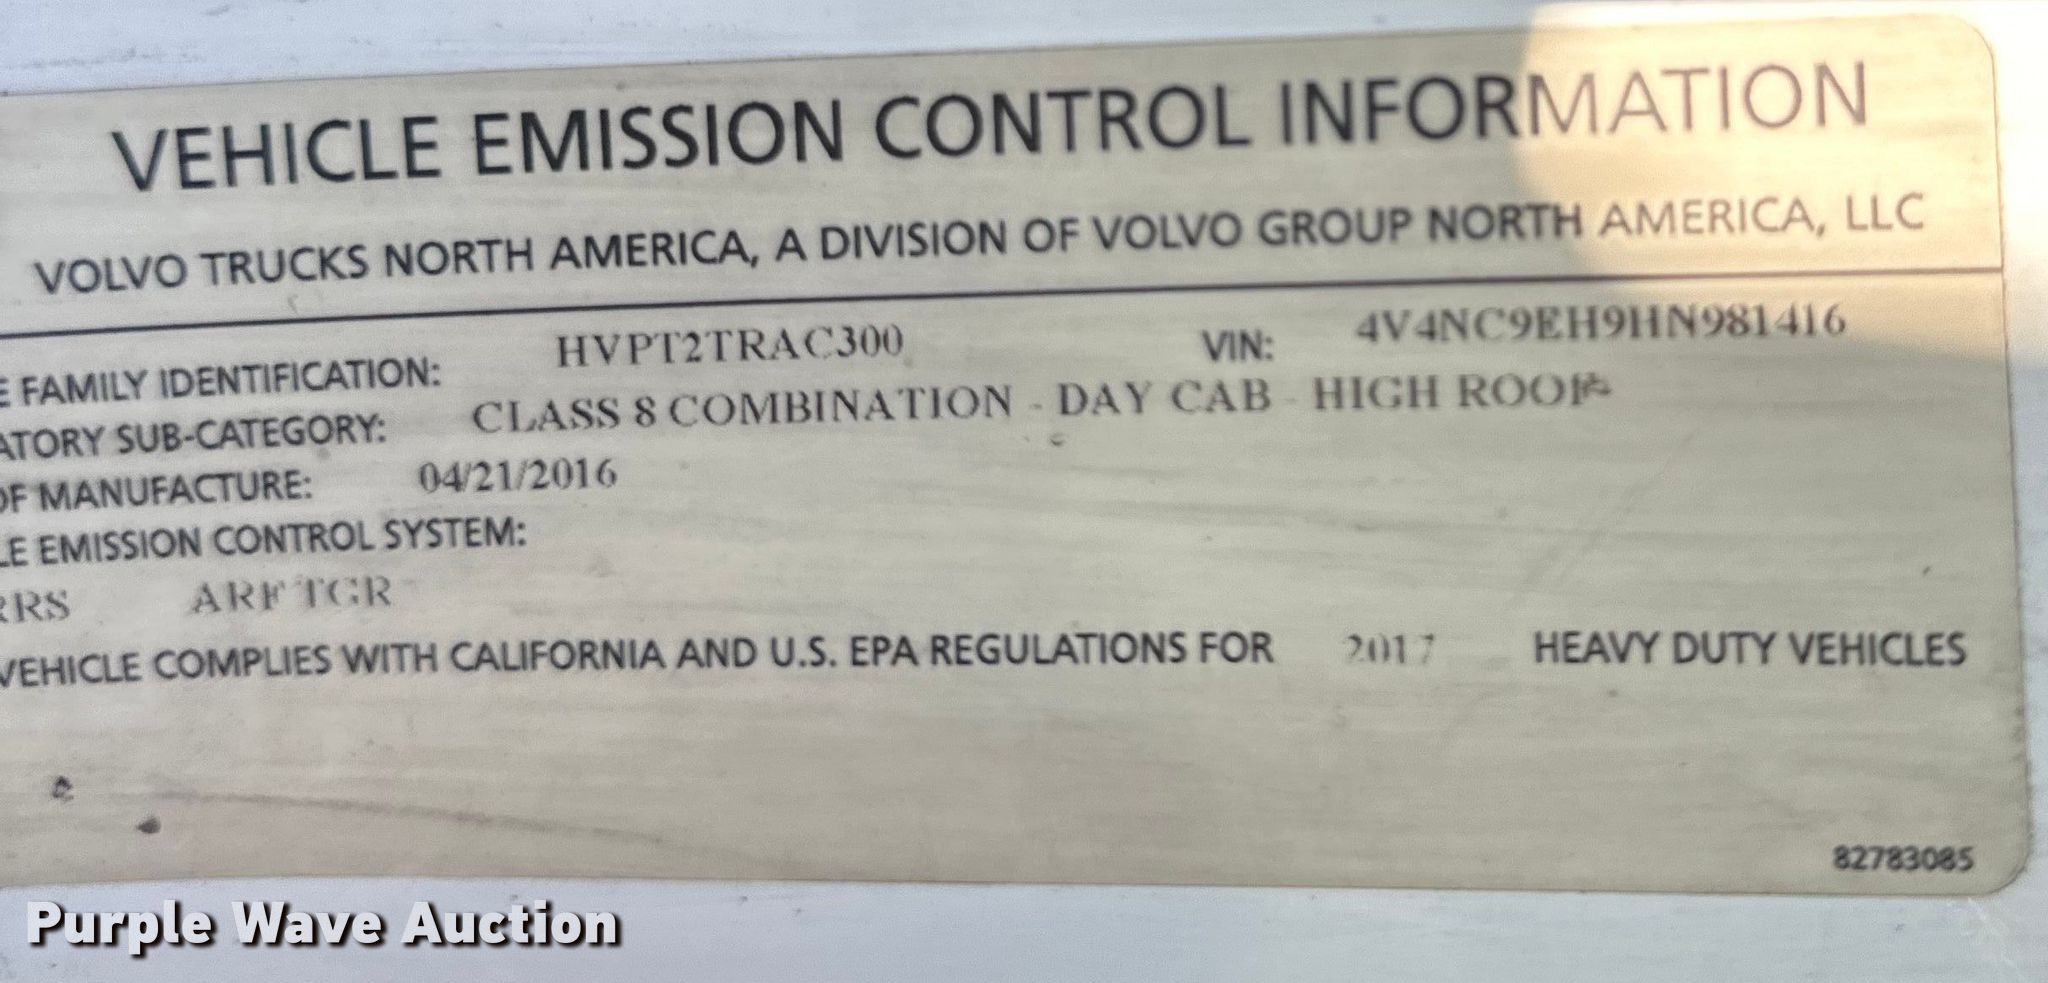 VEHICLE EMISSION CONTROL INFORMATION
VOLVO TRUCKS NORTH AMERICA, A DIVISION OF VOLVO GROUP NORTH AMERICA, LLC
E FAMILY IDENTIFICATION: HVPT2TRAC300 VIN: 4V4NC9EH9HN981416
ATORY SUB-CATEGORY: CLASS 8 COMBINATION - DAY CAB - HIGH ROOF
OF MANUFACTURE: 04/21/2016
LE EMISSION CONTROL SYSTEM:
RRS ARF TGR
VEHICLE COMPLIES WITH CALIFORNIA AND U.S. EPA REGULATIONS FOR 2017 HEAVY DUTY VEHICLES
82783085
Purple Wave Auction